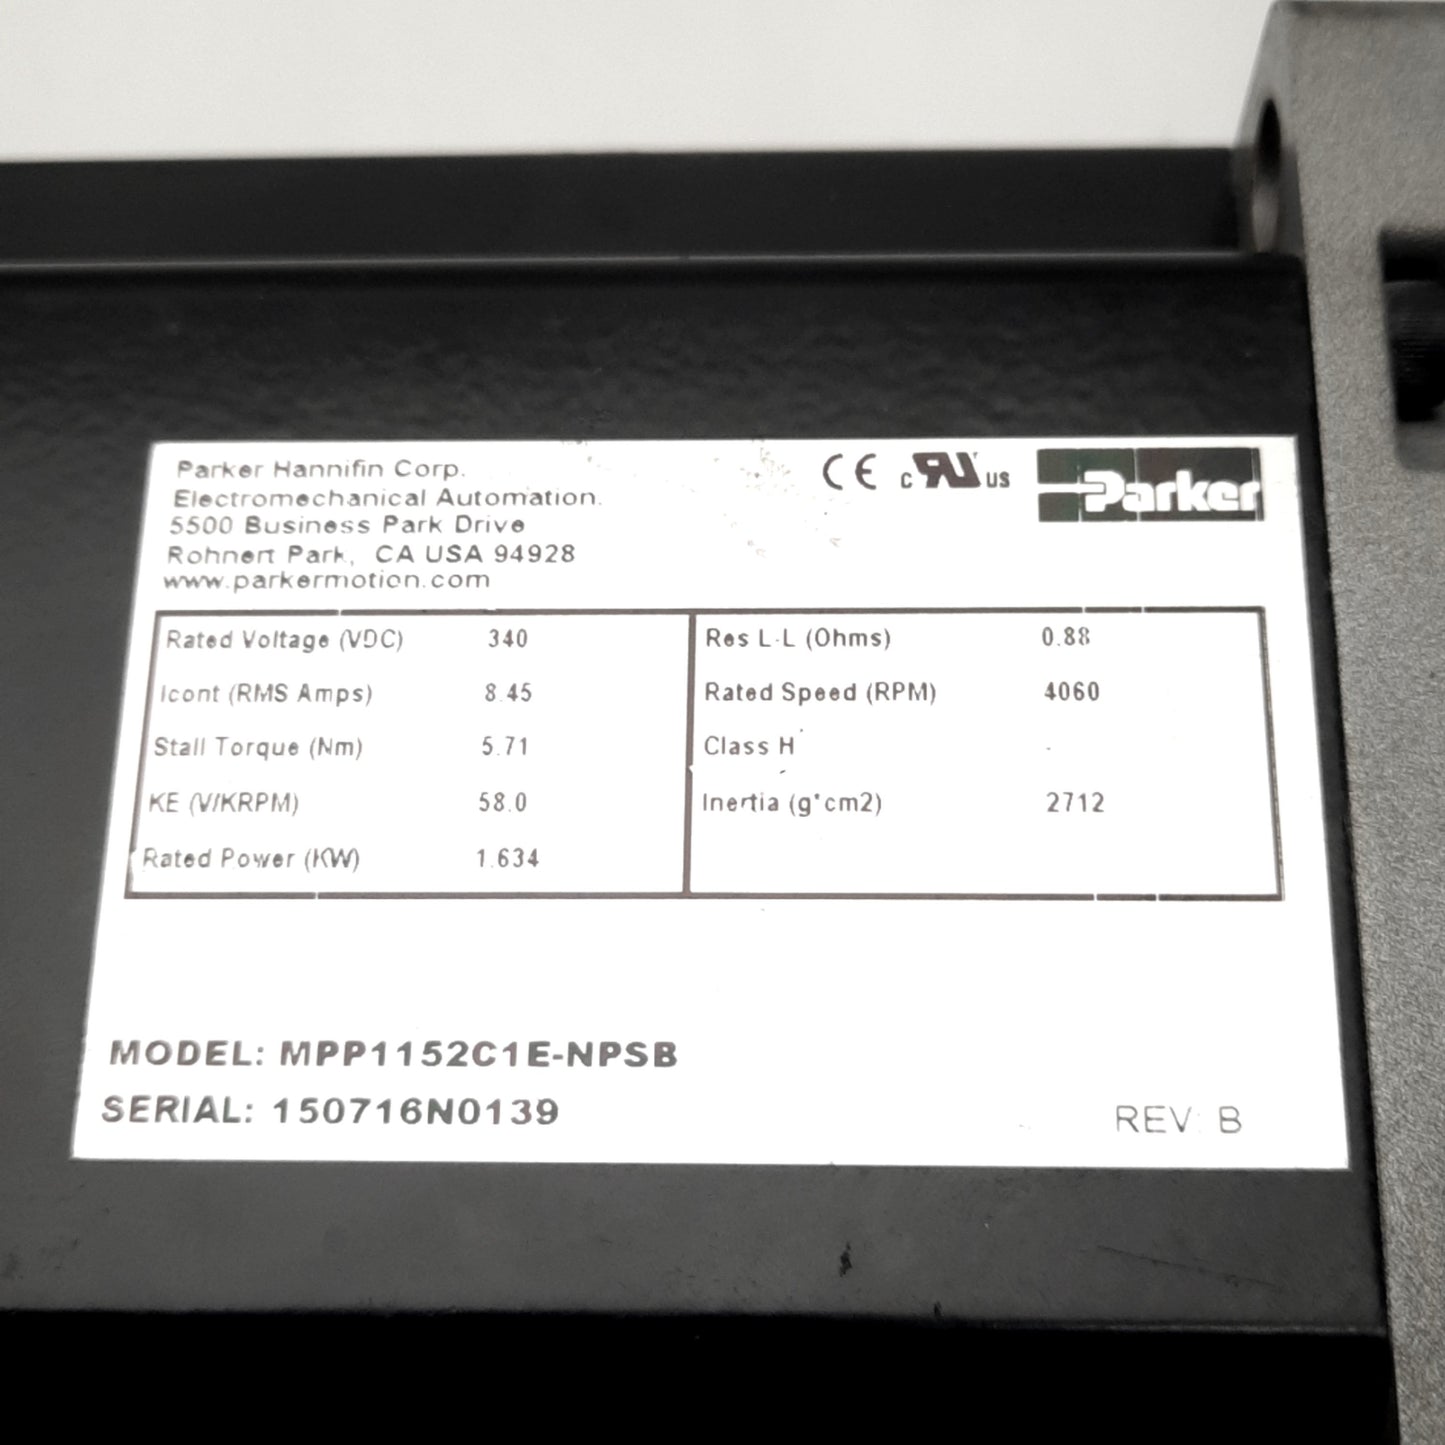 Parker Hannifin Corp.
Electromechanical Automation.
5500 Business Park Drive
Rohnert Park, CA USA 94928
www.parkermotion.com
CE c RU us Parker
Rated Voltage (VDC) 340 Res L-L (Ohms) 0.88
Icont (RMS Amps) 8.45 Rated Speed (RPM) 4060
Stall Torque (Nm) 5.71 Class H -
KE (V/KRPM) 58.0 Inertia (g*cm2) 2712
Rated Power (KW) 1.634
MODEL: MPP1152C1E-NPSB
SERIAL: 150716N0139 REV: B